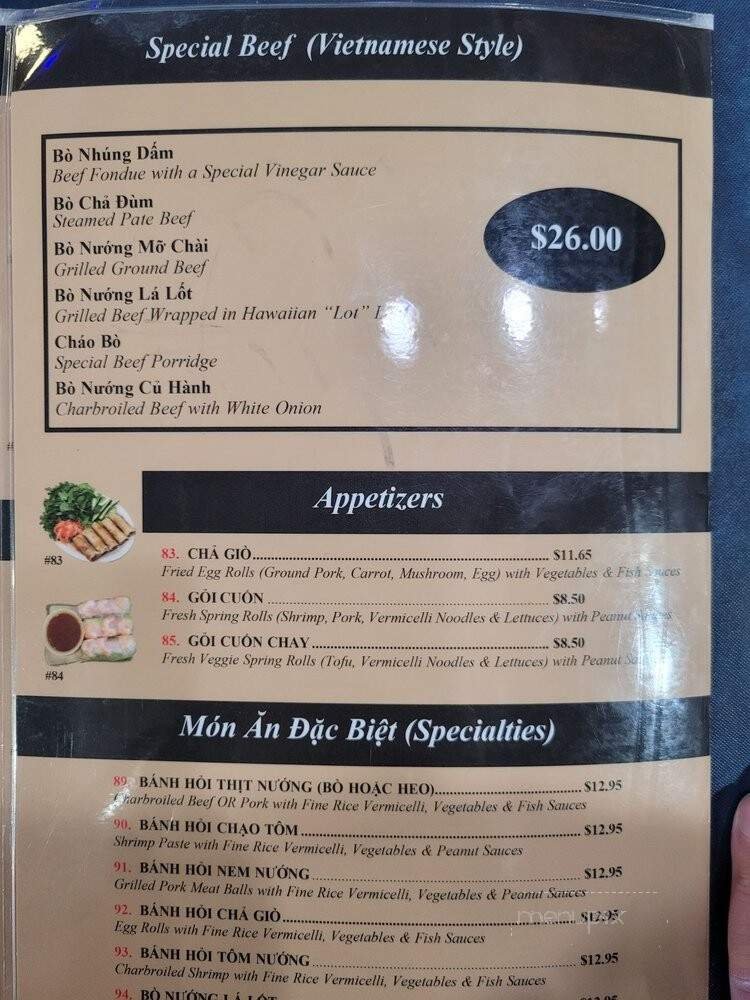 Special Beef (Vietnamese Style)
Bò Nhúng Dấm
Beef Fondue with a Special Vinegar Sauce
Bò Chả Đùm
Steamed Pate Beef
$26.00
Bò Nướng Mỡ Chài
Grilled Ground Beef
Bò Nướng Lá Lốt
Grilled Beef Wrapped in Hawaiian "Lot"
Cháo Bò
Special Beef Porridge
Bò Nướng Củ Hành
Charbroiled Beef with White Onion
Appetizers
#83
83. CHẢ GIÒ........ $11.65
Fried Egg Rolls (Ground Pork, Carrot, Mushroom, Egg) with Vegetables & Fish Sauces
84. GỎI CUỐN ........ $8.50
Fresh Spring Rolls (Shrimp, Pork, Vermicelli Noodles & Lettuces) with Peanut Sauces
85. GỎI CUỐN CHAY ........ $8.50
Fresh Veggie Spring Rolls (Tofu, Vermicelli Noodles & Lettuces) with Peanut
#84
Món Ăn Đặc Biệt (Specialties)
89. BÁNH HỎI THỊT NƯỚNG (BÒ HOẶC HEO)........ $12.95
Charbroiled Beef OR Pork with Fine Rice Vermicelli, Vegetables & Fish Sauces
90. BÁNH HỎI CHẠO TÔM ........ $12.95
Shrimp Paste with Fine Rice Vermicelli, Vegetables & Peanut Sauces
91. BÁNH HỎI NEM NƯỚNG ........ $12.95
Grilled Pork Meat Balls with Fine Rice Vermicelli, Vegetables & Peanut Sauces
92. BÁNH HỎI CHẢ GIÒ........ $12.95
Egg Rolls with Fine Rice Vermicelli, Vegetables & Fish Sauces
menupix
93. BÁNH HỎI TÔM NƯỚNG ........ $12.95
Charbroiled Shrimp with Fine Rice Vermicelli, Vegetables & Fish Sauces
94. BÒ NƯỚNG LÁ LỐT ........ $12.95